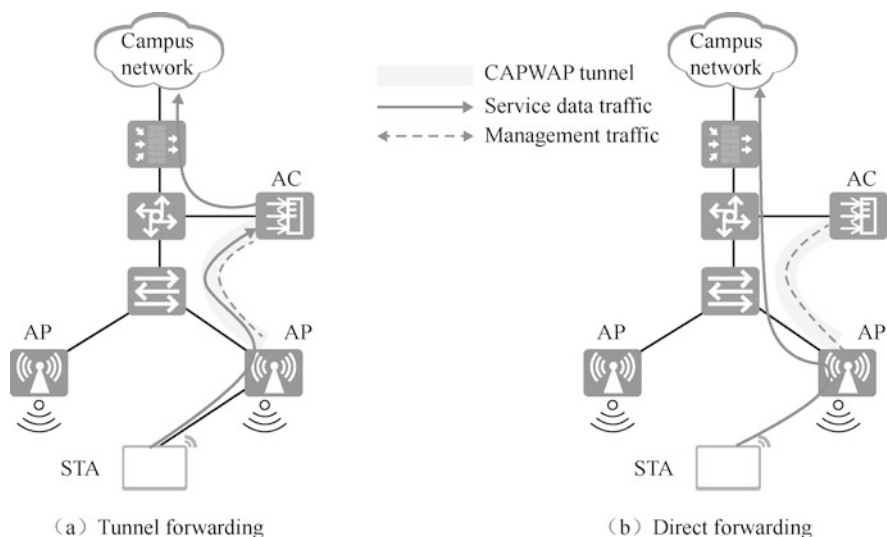 Campus
network
AC
AP
AP
STA
(a) Tunnel forwarding
CAPWAP tunnel
Service data traffic
Management traffic
Campus
network
AC
AP
AP
STA
(b) Direct forwarding